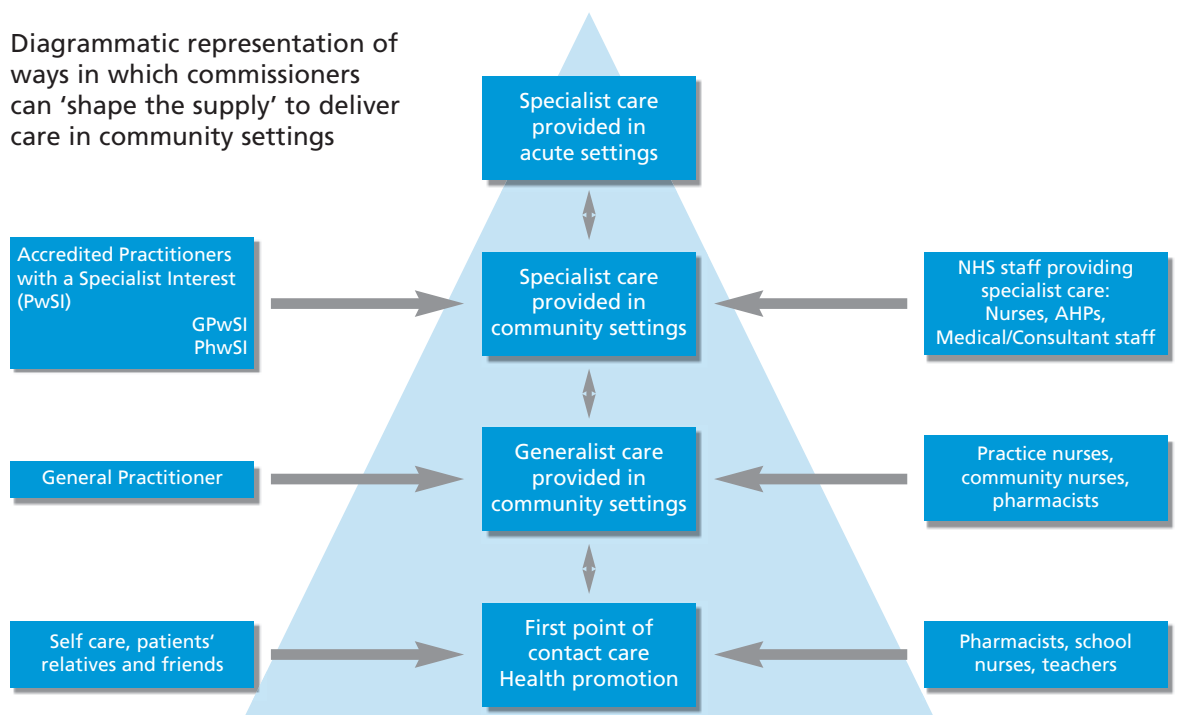 Diagrammatic representation of
ways in which commissioners
can ‘shape the supply’ to deliver
care in community settings
Specialist care
provided in
acute settings
Accredited Practitioners
with a Specialist Interest
(PwSI)
GPwSI
PhwSI
Specialist care
provided in
community settings
NHS staff providing
specialist care:
Nurses, AHPs,
Medical/Consultant staff
General Practitioner
Generalist care
provided in
community settings
Practice nurses,
community nurses,
pharmacists
Self care, patients‘
relatives and friends
First point of
contact care
Health promotion
Pharmacists, school
nurses, teachers